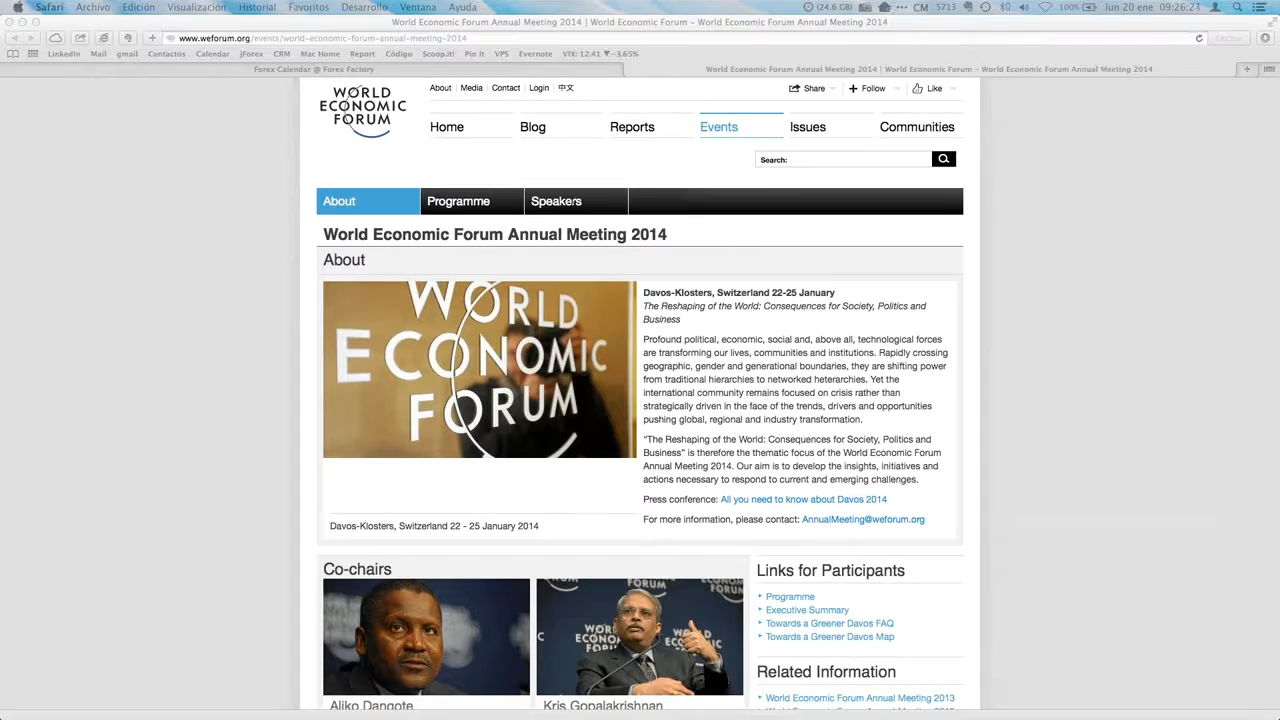 Safari Archivo Edición Visualización Historial Favoritos Desarrollo Ventana Ayuda (24.6 GB) CM 5713 100% lun 20 ene 09:26:23
World Economic Forum Annual Meeting 2014 | World Economic Forum – World Economic Forum Annual Meeting 2014
www.weforum.org/events/world-economic-forum-annual-meeting-2014
LinkedIn Mail gmail Contactos Calendar jForex CRM Mac Home Report Código Scoop.it! Pin It VPS Evernote VIX: 12.41 ▼-3.65%
Forex Calendar @ Forex Factory World Economic Forum Annual Meeting 2014 | World Economic Forum – World Economic Forum Annual Meeting 2014
WORLD
ECONOMIC
FORUM
About Media Contact Login 中文 Share Follow Like
Home Blog Reports Events Issues Communities
Search:
About Programme Speakers
World Economic Forum Annual Meeting 2014
About
WORLD
ECONOMIC
FORUM
Davos-Klosters, Switzerland 22 - 25 January 2014
Davos-Klosters, Switzerland 22-25 January
The Reshaping of the World: Consequences for Society, Politics and
Business
Profound political, economic, social and, above all, technological forces
are transforming our lives, communities and institutions. Rapidly crossing
geographic, gender and generational boundaries, they are shifting power
from traditional hierarchies to networked heterarchies. Yet the
international community remains focused on crisis rather than
strategically driven in the face of the trends, drivers and opportunities
pushing global, regional and industry transformation.
"The Reshaping of the World: Consequences for Society, Politics and
Business" is therefore the thematic focus of the World Economic Forum
Annual Meeting 2014. Our aim is to develop the insights, initiatives and
actions necessary to respond to current and emerging challenges.
Press conference: All you need to know about Davos 2014
For more information, please contact: AnnualMeeting@weforum.org
Co-chairs
Aliko Dangote
Kris Gopalakrishnan
Links for Participants
Programme
Executive Summary
Towards a Greener Davos FAQ
Towards a Greener Davos Map
Related Information
World Economic Forum Annual Meeting 2013